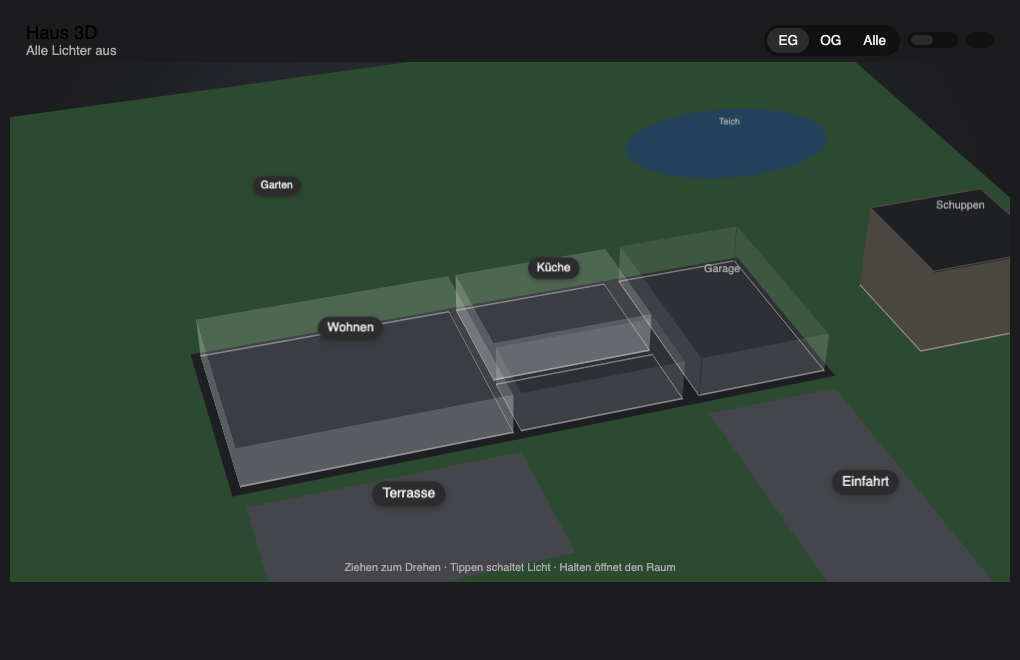 Haus 3D
Alle Lichter aus
EG OG Alle
Teich
Garten
Schuppen
Küche
Garage
Wohnen
Einfahrt
Terrasse
Ziehen zum Drehen · Tippen schaltet Licht · Halten öffnet den Raum